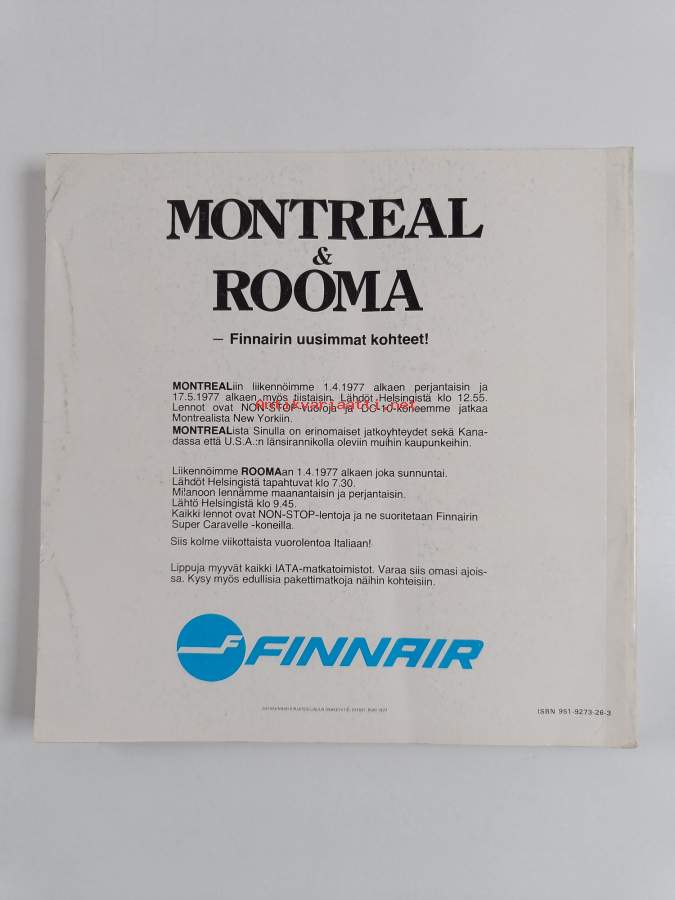 MONTREAL
&
ROOMA
– Finnairin uusimmat kohteet!
MONTREALiin liikennöimme 1.4.1977 alkaen perjantaisin ja
17.5.1977 alkaen myös tiistaisin. Lähdöt Helsingistä klo 12.55.
antikvariaatti.net
Lennot ovat NON-STOP-vuoroja ja DC-10-koneemme jatkaa
Montrealista New Yorkiin.
MONTREALista Sinulla on erinomaiset jatkoyhteydet sekä Kana-
dassa että U.S.A.:n länsirannikolla oleviin muihin kaupunkeihin.
Liikennöimme ROOMAan 1.4.1977 alkaen joka sunnuntai.
Lähdöt Helsingistä tapahtuvat klo 7.30.
Milanoon lennämme maanantaisin ja perjantaisin.
Lähtö Helsingistä klo 9.45.
Kaikki lennot ovat NON-STOP-lentoja ja ne suoritetaan Finnairin
Super Caravelle -koneilla.
Siis kolme viikottaista vuorolentoa Italiaan!
Lippuja myyvät kaikki IATA-matkatoimistot. Varaa siis omasi ajois-
sa. Kysy myös edullisia pakettimatkoja näihin kohteisiin.
FINNAIR
1977
ISBN 951-9273-26-3